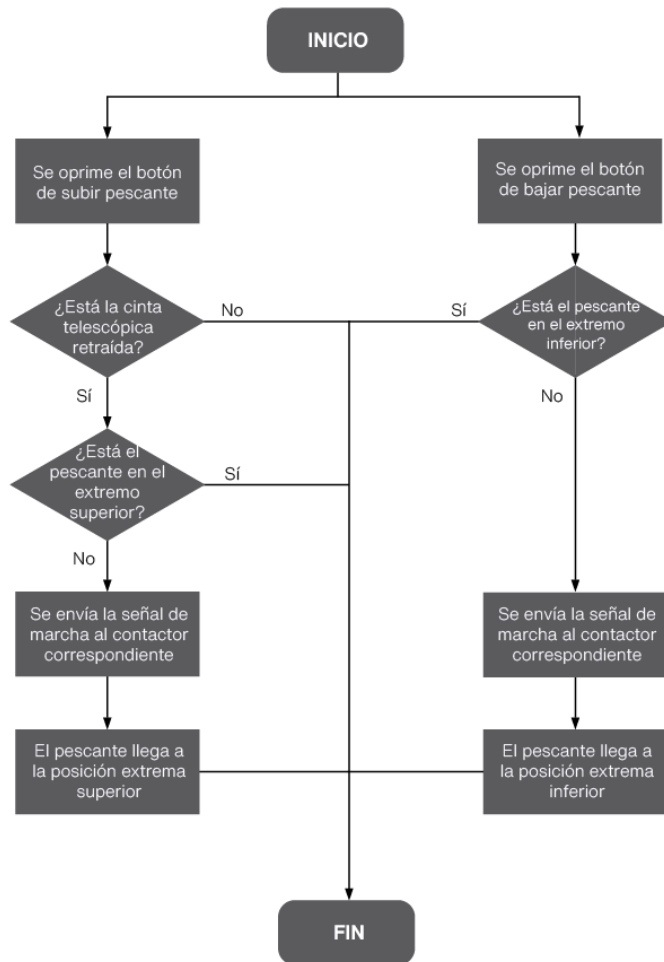 INICIO
Se oprime el botón
de subir pescante
Se oprime el botón
de bajar pescante
¿Está la cinta
telescópica
retraída?
No
Sí
¿Está el pescante
en el extremo
inferior?
Sí
No
¿Está el
pescante en el
extremo
superior?
Sí
No
Se envía la señal de
marcha al contactor
correspondiente
Se envía la señal de
marcha al contactor
correspondiente
El pescante llega a
la posición extrema
superior
El pescante llega a
la posición extrema
inferior
FIN